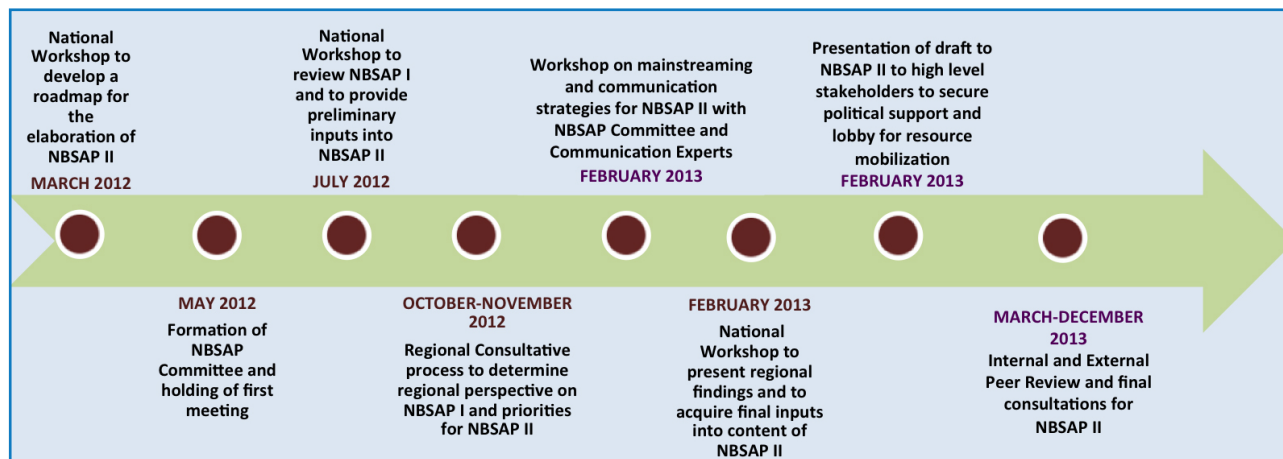 National
Workshop to
develop a
roadmap for
the
elaboration of
NBSAP II
MARCH 2012
MAY 2012
Formation of
NBSAP
Committee and
holding of first
meeting
National
Workshop to
review NBSAP I
and to provide
preliminary
inputs into
NBSAP II
JULY 2012
OCTOBER-NOVEMBER
2012
Regional Consultative
process to determine
regional perspective on
NBSAP I and priorities
for NBSAP II
Workshop on mainstreaming
and communication
strategies for NBSAP II with
NBSAP Committee and
Communication Experts
FEBRUARY 2013
FEBRUARY 2013
National
Workshop to
present regional
findings and to
acquire final inputs
into content of
NBSAP II
Presentation of draft to
NBSAP II to high level
stakeholders to secure
political support and
lobby for resource
mobilization
FEBRUARY 2013
MARCH-DECEMBER
2013
Internal and External
Peer Review and final
consultations for
NBSAP II